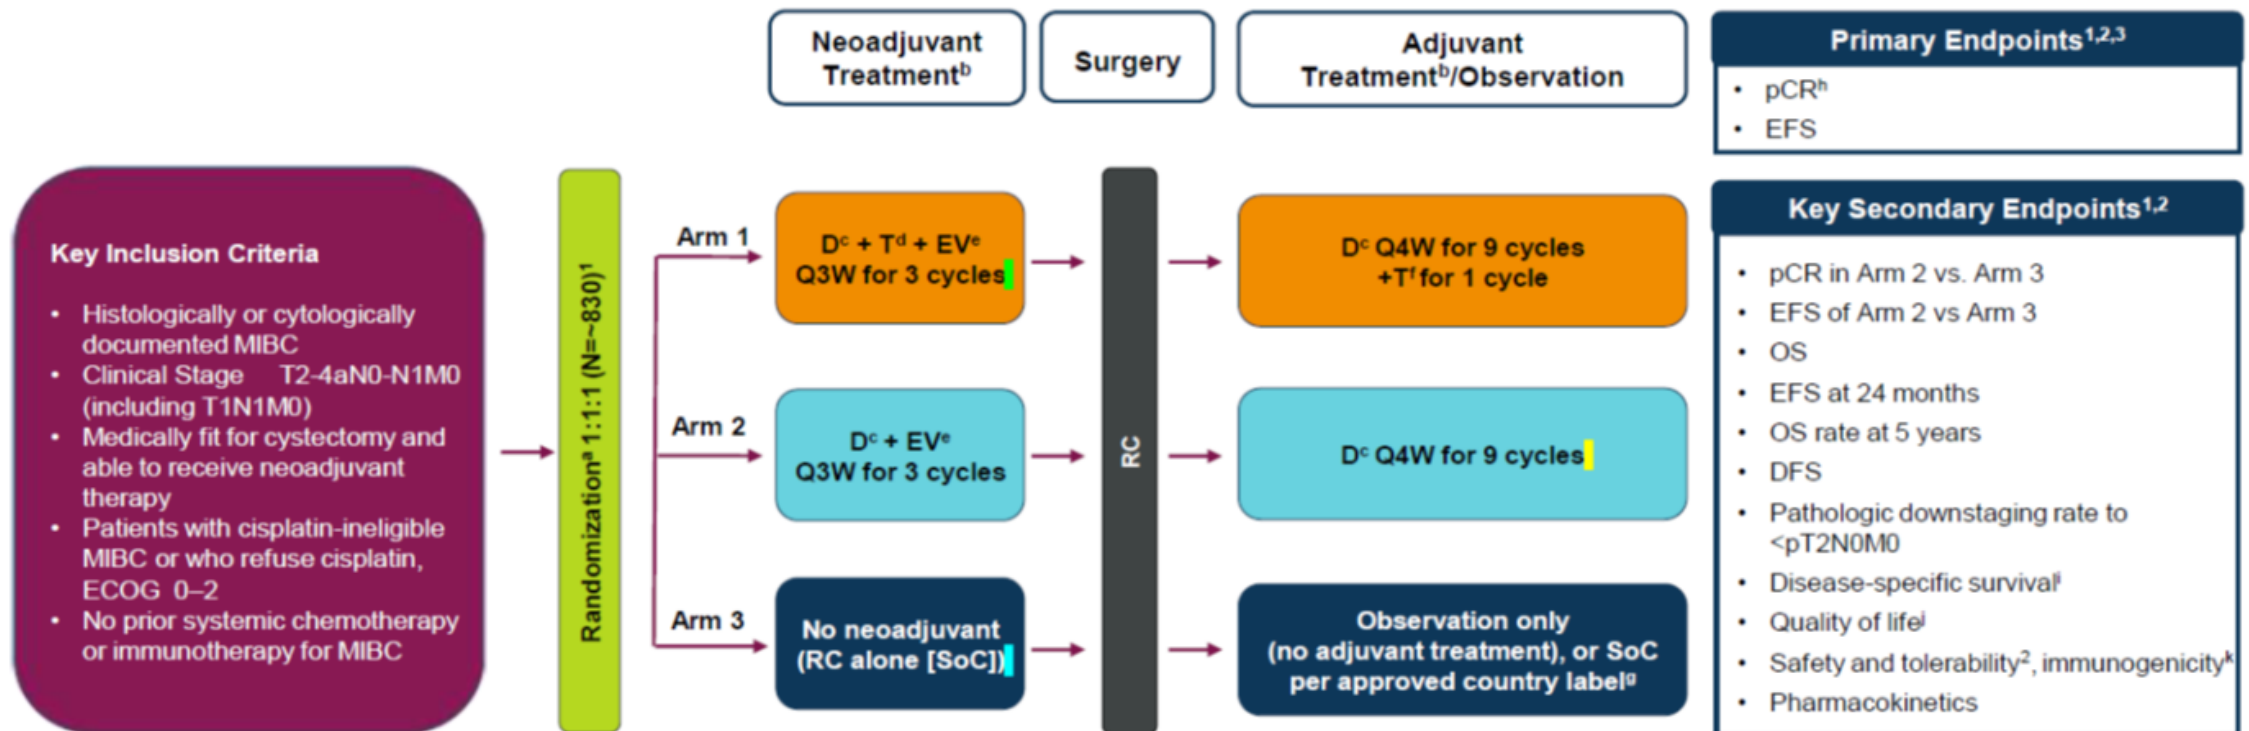 Neoadjuvant
Treatmentᵇ
Surgery
Adjuvant
Treatmentᵇ/Observation
Primary Endpoints¹,²,³
• pCRʰ
• EFS
Key Inclusion Criteria
• Histologically or cytologically
documented MIBC
• Clinical Stage T2-4aN0-N1M0
(including T1N1M0)
• Medically fit for cystectomy and
able to receive neoadjuvant
therapy
• Patients with cisplatin-ineligible
MIBC or who refuse cisplatin,
ECOG 0–2
• No prior systemic chemotherapy
or immunotherapy for MIBC
Randomizationᵃ 1:1:1 (N=~830)¹
Arm 1
Dᶜ + Tᵈ + EVᵉ
Q3W for 3 cycles
Arm 2
Dᶜ + EVᵉ
Q3W for 3 cycles
Arm 3
No neoadjuvant
(RC alone [SoC])
RC
Dᶜ Q4W for 9 cycles
+Tᶠ for 1 cycle
Dᶜ Q4W for 9 cycles
Observation only
(no adjuvant treatment), or SoC
per approved country labelᵍ
Key Secondary Endpoints¹,²
• pCR in Arm 2 vs. Arm 3
• EFS of Arm 2 vs Arm 3
• OS
• EFS at 24 months
• OS rate at 5 years
• DFS
• Pathologic downstaging rate to
<pT2N0M0
• Disease-specific survivalⁱ
• Quality of lifeʲ
• Safety and tolerability², immunogenicityᵏ
• Pharmacokinetics